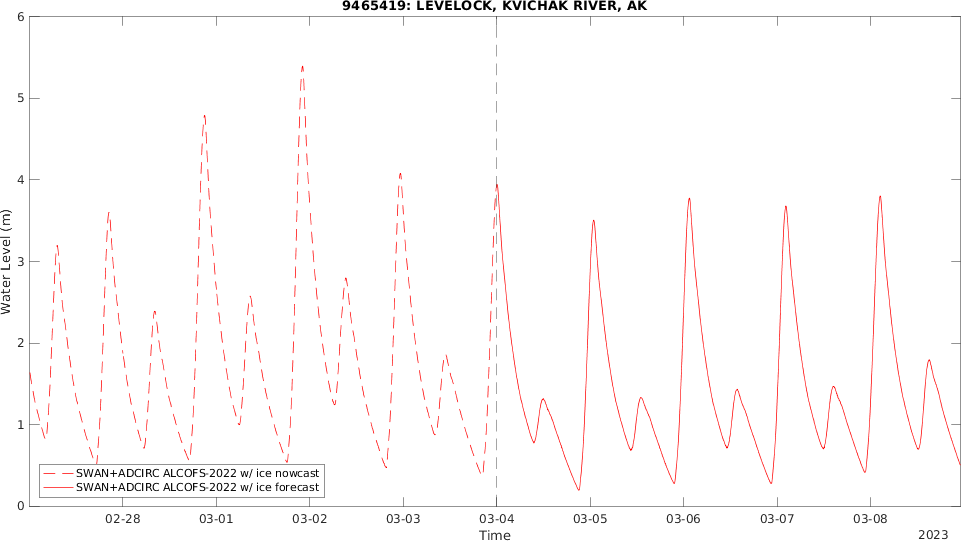 9465419: LEVELOCK, KVICHAK RIVER, AK
6
5
4
3
2
1
0
Water Level (m)
SWAN+ADCIRC ALCOFS-2022 w/ ice nowcast
SWAN+ADCIRC ALCOFS-2022 w/ ice forecast
02-28 03-01 03-02 03-03 03-04 03-05 03-06 03-07 03-08
Time
2023